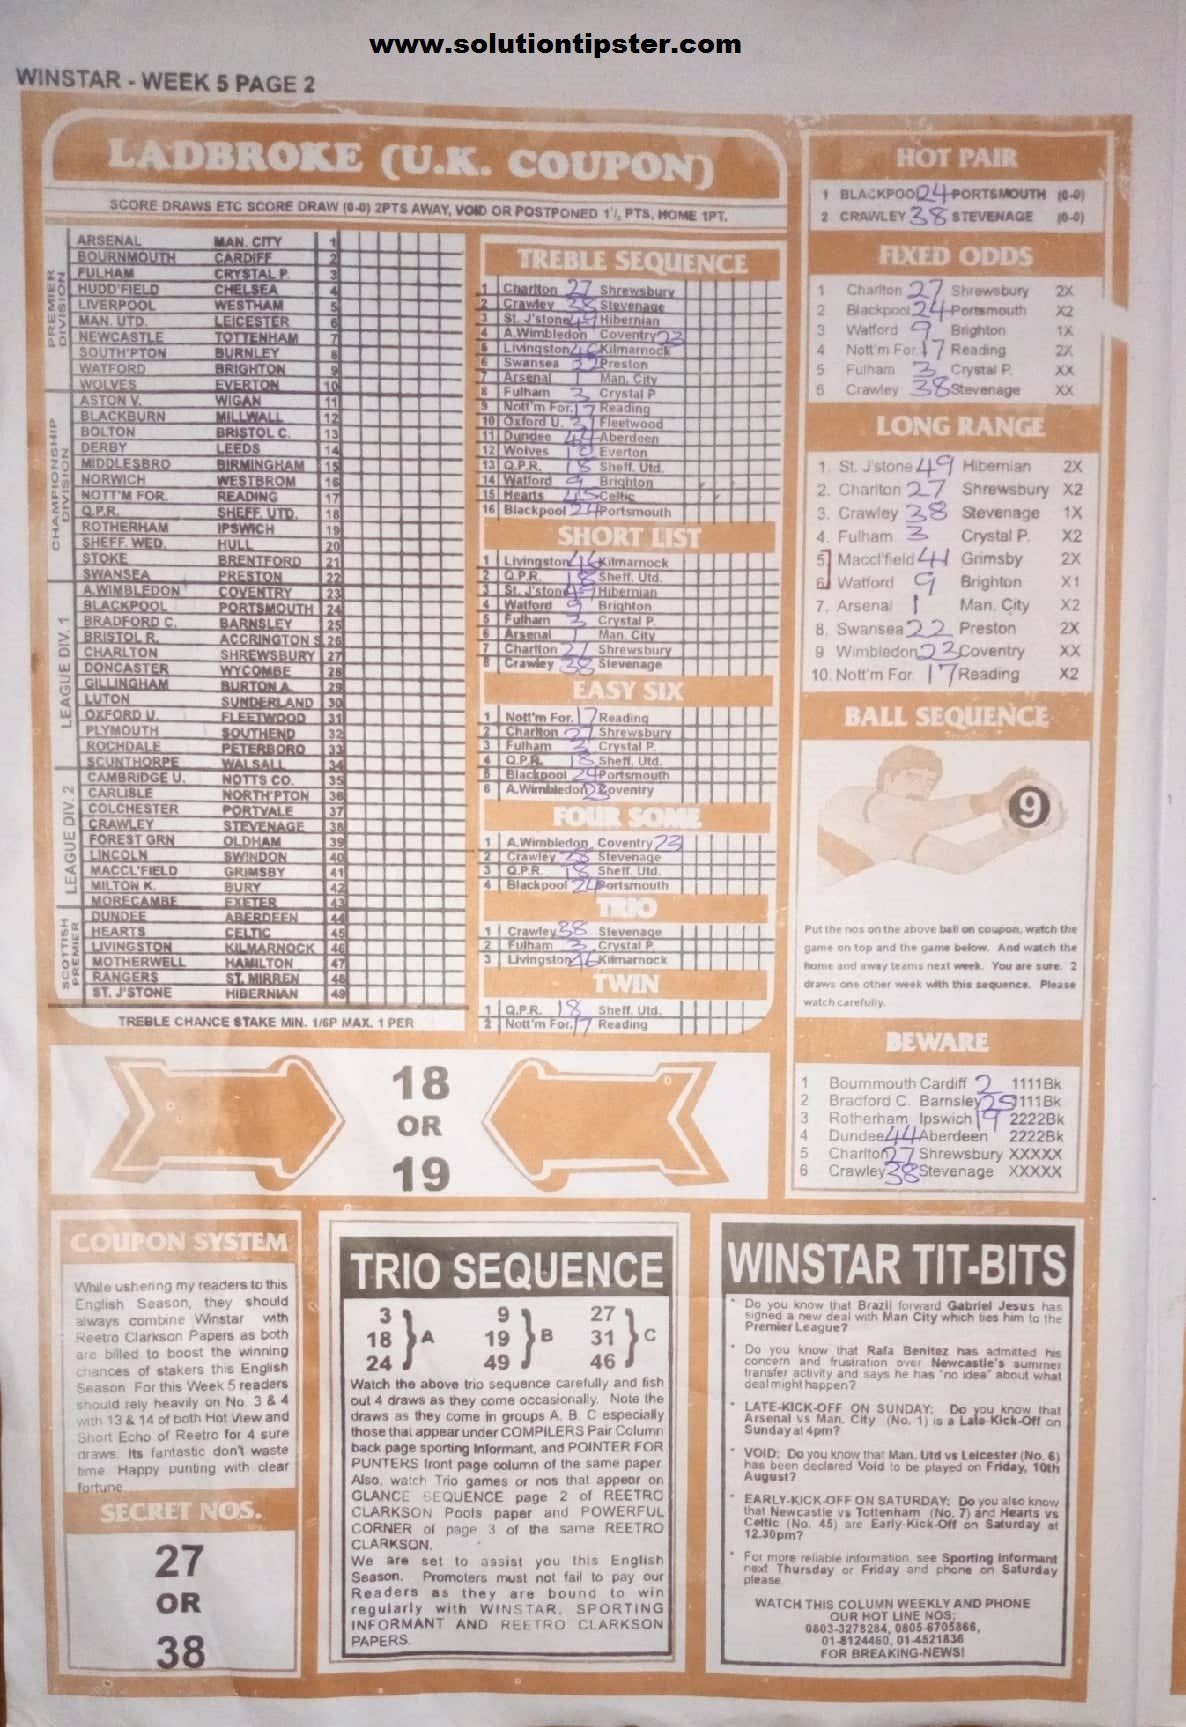 www.solutiontipster.com
WINSTAR - WEEK 5 PAGE 2
LADBROKE (U.K. COUPON)
SCORE DRAWS ETC SCORE DRAW (0-0) 2PTS AWAY, VOID OR POSTPONED 1½, PTS, HOME 1PT.
PREMIER DIVISION
ARSENAL MAN. CITY 1
BOURNMOUTH CARDIFF 2
FULHAM CRYSTAL P. 3
HUDD'FIELD CHELSEA 4
LIVERPOOL WESTHAM 5
MAN. UTD. LEICESTER 6
NEWCASTLE TOTTENHAM 7
SOUTH'PTON BURNLEY 8
WATFORD BRIGHTON 9
WOLVES EVERTON 10
CHAMPIONSHIP DIVISION
ASTON V. WIGAN 11
BLACKBURN MILLWALL 12
BOLTON BRISTOL C. 13
DERBY LEEDS 14
MIDDLESBRO BIRMINGHAM 15
NORWICH WESTBROM 16
NOTT'M FOR. READING 17
Q.P.R. SHEFF. UTD. 18
ROTHERHAM IPSWICH 19
SHEFF. WED. HULL 20
STOKE BRENTFORD 21
SWANSEA PRESTON 22
LEAGUE DIV. 1
A.WIMBLEDON COVENTRY 23
BLACKPOOL PORTSMOUTH 24
BRADFORD C. BARNSLEY 25
BRISTOL R. ACCRINGTON S 26
CHARLTON SHREWSBURY 27
DONCASTER WYCOMBE 28
GILLINGHAM BURTON A. 29
LUTON SUNDERLAND 30
OXFORD U. FLEETWOOD 31
PLYMOUTH SOUTHEND 32
ROCHDALE PETERBORO 33
SCUNTHORPE WALSALL 34
LEAGUE DIV. 2
CAMBRIDGE U. NOTTS CO. 35
CARLISLE NORTH'PTON 36
COLCHESTER PORTVALE 37
CRAWLEY STEVENAGE 38
FOREST GRN OLDHAM 39
LINCOLN SWINDON 40
MACCL'FIELD GRIMSBY 41
MILTON K. BURY 42
MORECAMBE EXETER 43
SCOTTISH PREMIER
DUNDEE ABERDEEN 44
HEARTS CELTIC 45
LIVINGSTON KILMARNOCK 46
MOTHERWELL HAMILTON 47
RANGERS ST. MIRREN 48
ST. J'STONE HIBERNIAN 49
TREBLE CHANCE STAKE MIN. 1/6P MAX. 1 PER
TREBLE SEQUENCE
1 Charlton 27 Shrewsbury
2 Crawley 38 Stevenage
3 St. J'stone 49 Hibernian
4 A.Wimbledon Coventry 23
5 Livingston 46 Kilmarnock
6 Swansea 22 Preston
7 Arsenal 1 Man. City
8 Fulham 3 Crystal P
9 Nott'm For. 17 Reading
10 Oxford U. 31 Fleetwood
11 Dundee 44 Aberdeen
12 Wolves 10 Everton
13 Q.P.R. 18 Sheff. Utd.
14 Watford 9 Brighton
15 Hearts 45 Celtic
16 Blackpool 24 Portsmouth
SHORT LIST
1 Livingston 46 Kilmarnock
2 Q.P.R. 18 Sheff. Utd.
3 St. J'stone 49 Hibernian
4 Watford 9 Brighton
5 Fulham 3 Crystal P.
6 Arsenal 1 Man. City
7 Charlton 27 Shrewsbury
8 Crawley 38 Stevenage
EASY SIX
1 Nott'm For. 17 Reading
2 Charlton 27 Shrewsbury
3 Fulham 3 Crystal P.
4 Q.P.R. 18 Sheff. Utd.
5 Blackpool 24 Portsmouth
6 A.Wimbledon 23 Coventry
FOUR SOME
1 A.Wimbledon Coventry 23
2 Crawley 38 Stevenage
3 Q.P.R. 18 Sheff. Utd.
4 Blackpool 24 Portsmouth
TRIO
1 Crawley 38 Stevenage
2 Fulham 3 Crystal P.
3 Livingston 46 Kilmarnock
TWIN
1 Q.P.R. 18 Sheff. Utd.
2 Nott'm For. 17 Reading
HOT PAIR
1 BLACKPOO 24 PORTSMOUTH (0-0)
2 CRAWLEY 38 STEVENAGE (0-0)
FIXED ODDS
1 Charlton 27 Shrewsbury 2X
2 Blackpool 24 Portsmouth X2
3 Watford 9 Brighton 1X
4 Nott'm For. 17 Reading 2X
5 Fulham 3 Crystal P. XX
6 Crawley 38 Stevenage XX
LONG RANGE
1. St. J'stone 49 Hibernian 2X
2. Charlton 27 Shrewsbury X2
3. Crawley 38 Stevenage 1X
4. Fulham 3 Crystal P. X2
5 Maccl'field 41 Grimsby 2X
6. Watford 9 Brighton X1
7. Arsenal 1 Man. City X2
8. Swansea 22 Preston 2X
9 Wimbledon 23 Coventry XX
10. Nott'm For. 17 Reading X2
BALL SEQUENCE
9
Put the nos on the above ball on coupon, watch the
game on top and the game below. And watch the
home and away teams next week. You are sure. 2
draws one other week with this sequence. Please
watch carefully.
BEWARE
1 Bournmouth Cardiff 2 1111Bk
2 Bradford C. Barnsley 25 1111Bk
3 Rotherham Ipswich 19 2222Bk
4 Dundee 44 Aberdeen 2222Bk
5 Charlton 27 Shrewsbury XXXXX
6 Crawley 38 Stevenage XXXXX
18
OR
19
COUPON SYSTEM
While ushering my readers to this
English Season, they should
always combine Winstar with
Reetro Clarkson Papers as both
are billed to boost the winning
chances of stakers this English
Season. For this Week 5 readers
should rely heavily on No. 3 & 4
with 13 & 14 of both Hot View and
Short Echo of Reetro for 4 sure
draws. Its fantastic don't waste
time. Happy punting with clear
fortune.
SECRET NOS.
27
OR
38
TRIO SEQUENCE
3 9 27
18 A 19 B 31 C
24 49 46
Watch the above trio sequence carefully and fish
out 4 draws as they come occasionally. Note the
draws as they come in groups A, B, C especially
those that appear under COMPILERS Pair Column
back page sporting Informant, and POINTER FOR
PUNTERS front page column of the same paper.
Also, watch Trio games or nos that appear on
GLANCE SEQUENCE page 2 of REETRO
CLARKSON Pools paper and POWERFUL
CORNER of page 3 of the same REETRO
CLARKSON.
We are set to assist you this English
Season. Promoters must not fail to pay our
Readers as they are bound to win
regularly with WINSTAR, SPORTING
INFORMANT AND REETRO CLARKSON
PAPERS.
WINSTAR TIT-BITS
* Do you know that Brazil forward Gabriel Jesus has
signed a new deal with Man City which ties him to the
Premier League?
* Do you know that Rafa Benitez has admitted his
concern and frustration over Newcastle's summer
transfer activity and says he has "no idea" about what
deal might happen?
* LATE-KICK-OFF ON SUNDAY: Do you know that
Arsenal vs Man. City (No. 1) is a Late-Kick-Off on
Sunday at 4pm?
* VOID: Do you know that Man. Utd vs Leicester (No. 6)
has been declared Void to be played on Friday, 10th
August?
* EARLY-KICK-OFF ON SATURDAY: Do you also know
that Newcastle vs Tottenham (No. 7) and Hearts vs
Celtic (No. 45) are Early-Kick-Off on Saturday at
12.30pm?
* For more reliable information, see Sporting Informant
next Thursday or Friday and phone on Saturday
please.
WATCH THIS COLUMN WEEKLY AND PHONE
OUR HOT LINE NOS;
0803-3275284, 0805-6705866,
01-8124460, 01-4521836
FOR BREAKING-NEWS!